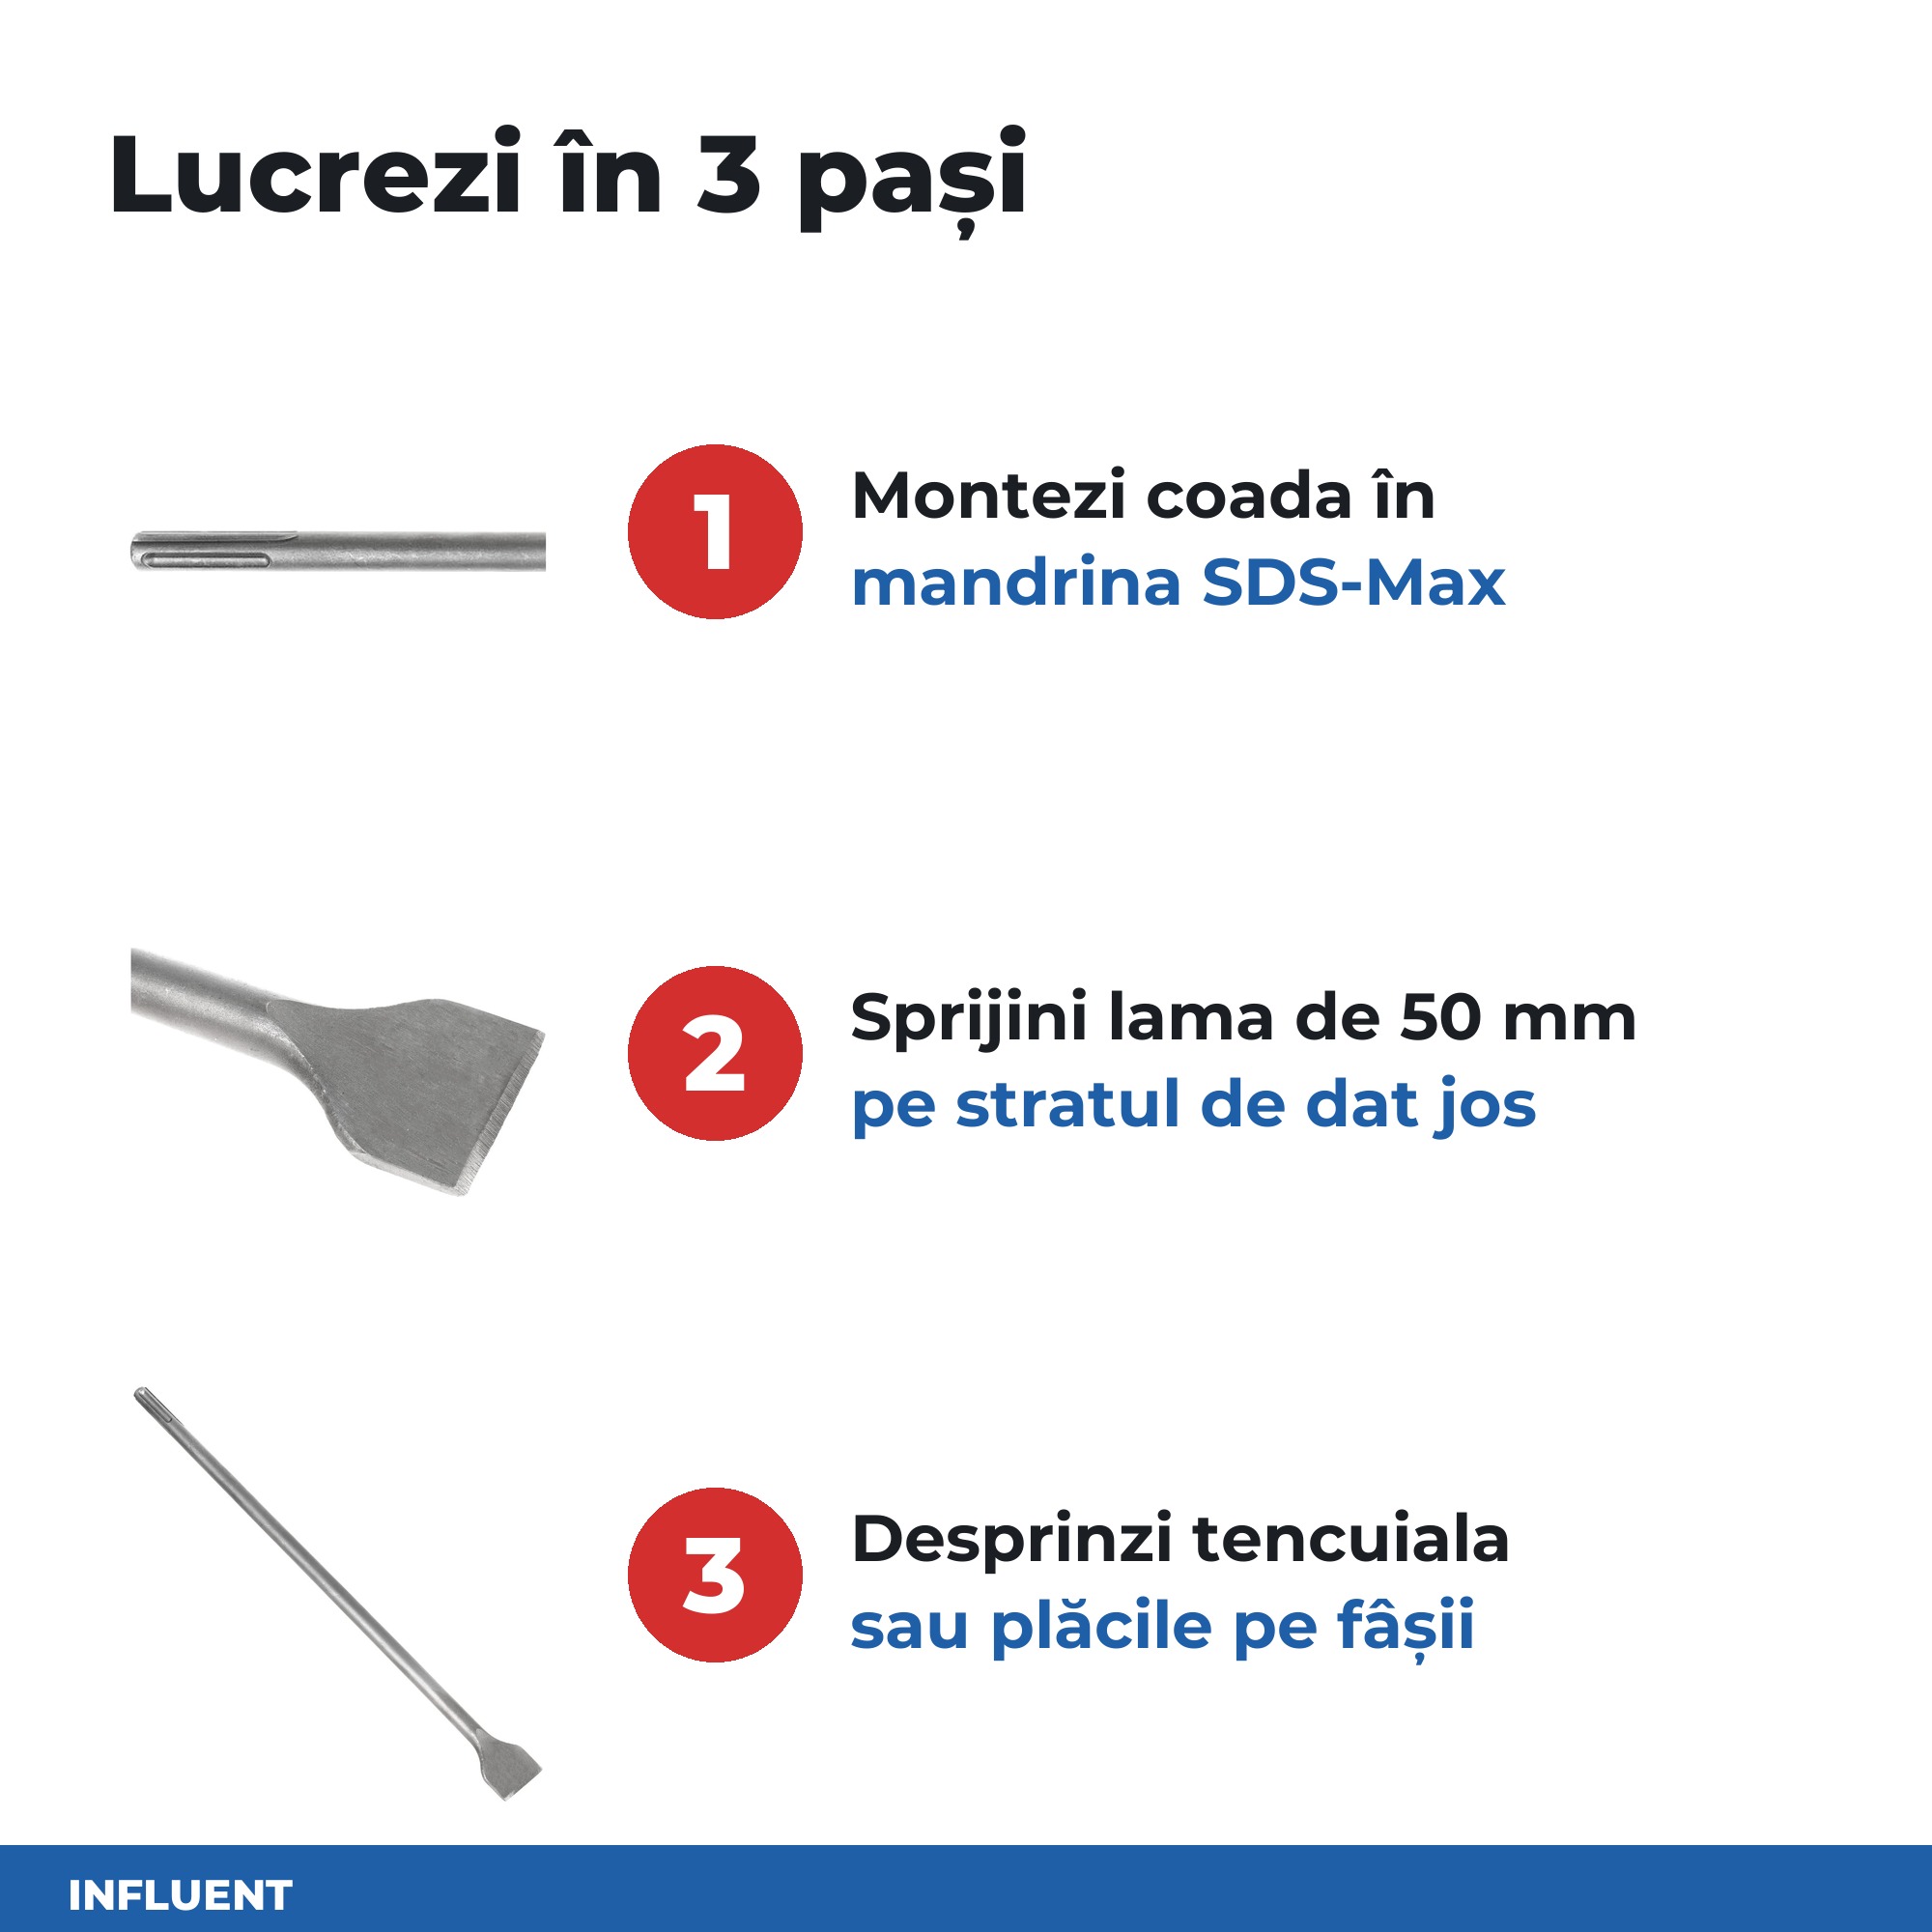 Lucrezi în 3 pași
1
Montezi coada în
mandrina SDS-Max
2
Sprijini lama de 50 mm
pe stratul de dat jos
3
Desprinzi tencuiala
sau plăcile pe fâșii
INFLUENT